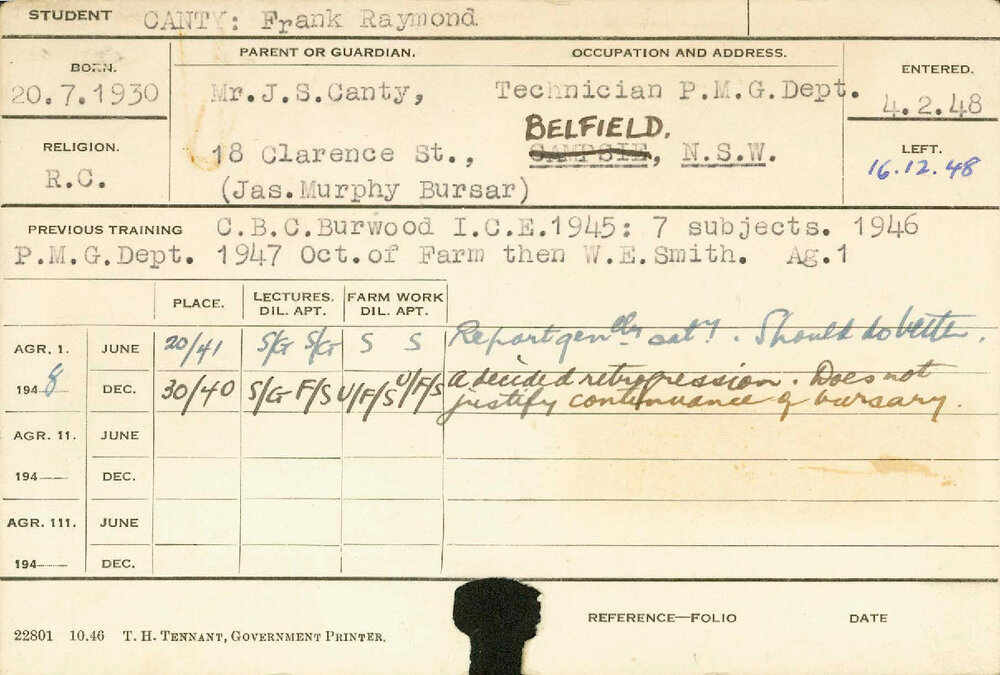 STUDENT CANTY: Frank Raymond
BORN. PARENT OR GUARDIAN. OCCUPATION AND ADDRESS. ENTERED.
20.7.1930 Mr.J.S.Canty, Technician P.M.G.Dept. 4.2.48
BELFIELD.
RELIGION. 18 Clarence St., CAMPSIE, N.S.W. LEFT.
R.C. (Jas.Murphy Bursar) 16.12.48
PREVIOUS TRAINING C.B.C.Burwood I.C.E.1945: 7 subjects. 1946
P.M.G.Dept. 1947 Oct.of Farm then W.E.Smith. Ag.1
PLACE. LECTURES. DIL. APT. FARM WORK DIL. APT.
AGR. 1. JUNE 20/41 S/G S/G S S Report genlly saty. Should do better.
1948 DEC. 30/40 S/G F/S U/F/S U/F/S A decided retrogression. Does not
justify continuance of bursary.
AGR. 11. JUNE
194 DEC.
AGR. 111. JUNE
194 DEC.
REFERENCE—FOLIO DATE
22801 10.46 T. H. TENNANT, GOVERNMENT PRINTER.